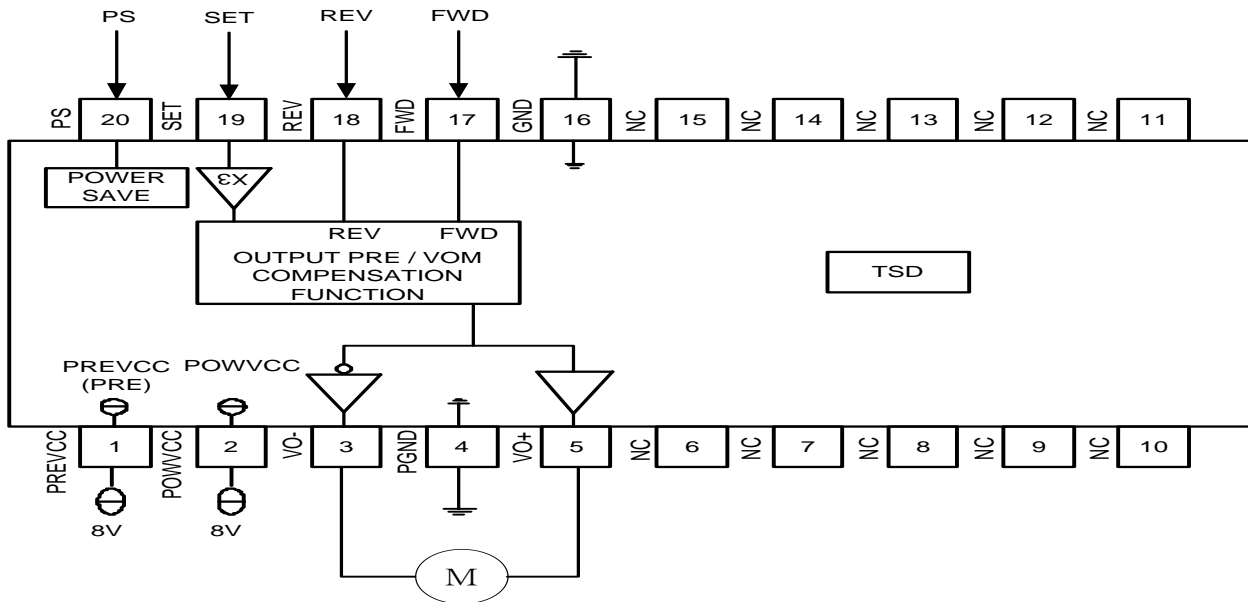 PS SET REV FWD
PS 20 SET 19 REV 18 FWD 17 GND 16 NC 15 NC 14 NC 13 NC 12 NC 11
POWER
SAVE
X3
REV FWD
OUTPUT PRE / VOM
COMPENSATION
FUNCTION
TSD
PREVCC
(PRE)
POWVCC
PREVCC 1 POWVCC 2 VO- 3 PGND 4 VO+ 5 NC 6 NC 7 NC 8 NC 9 NC 10
8V 8V
M